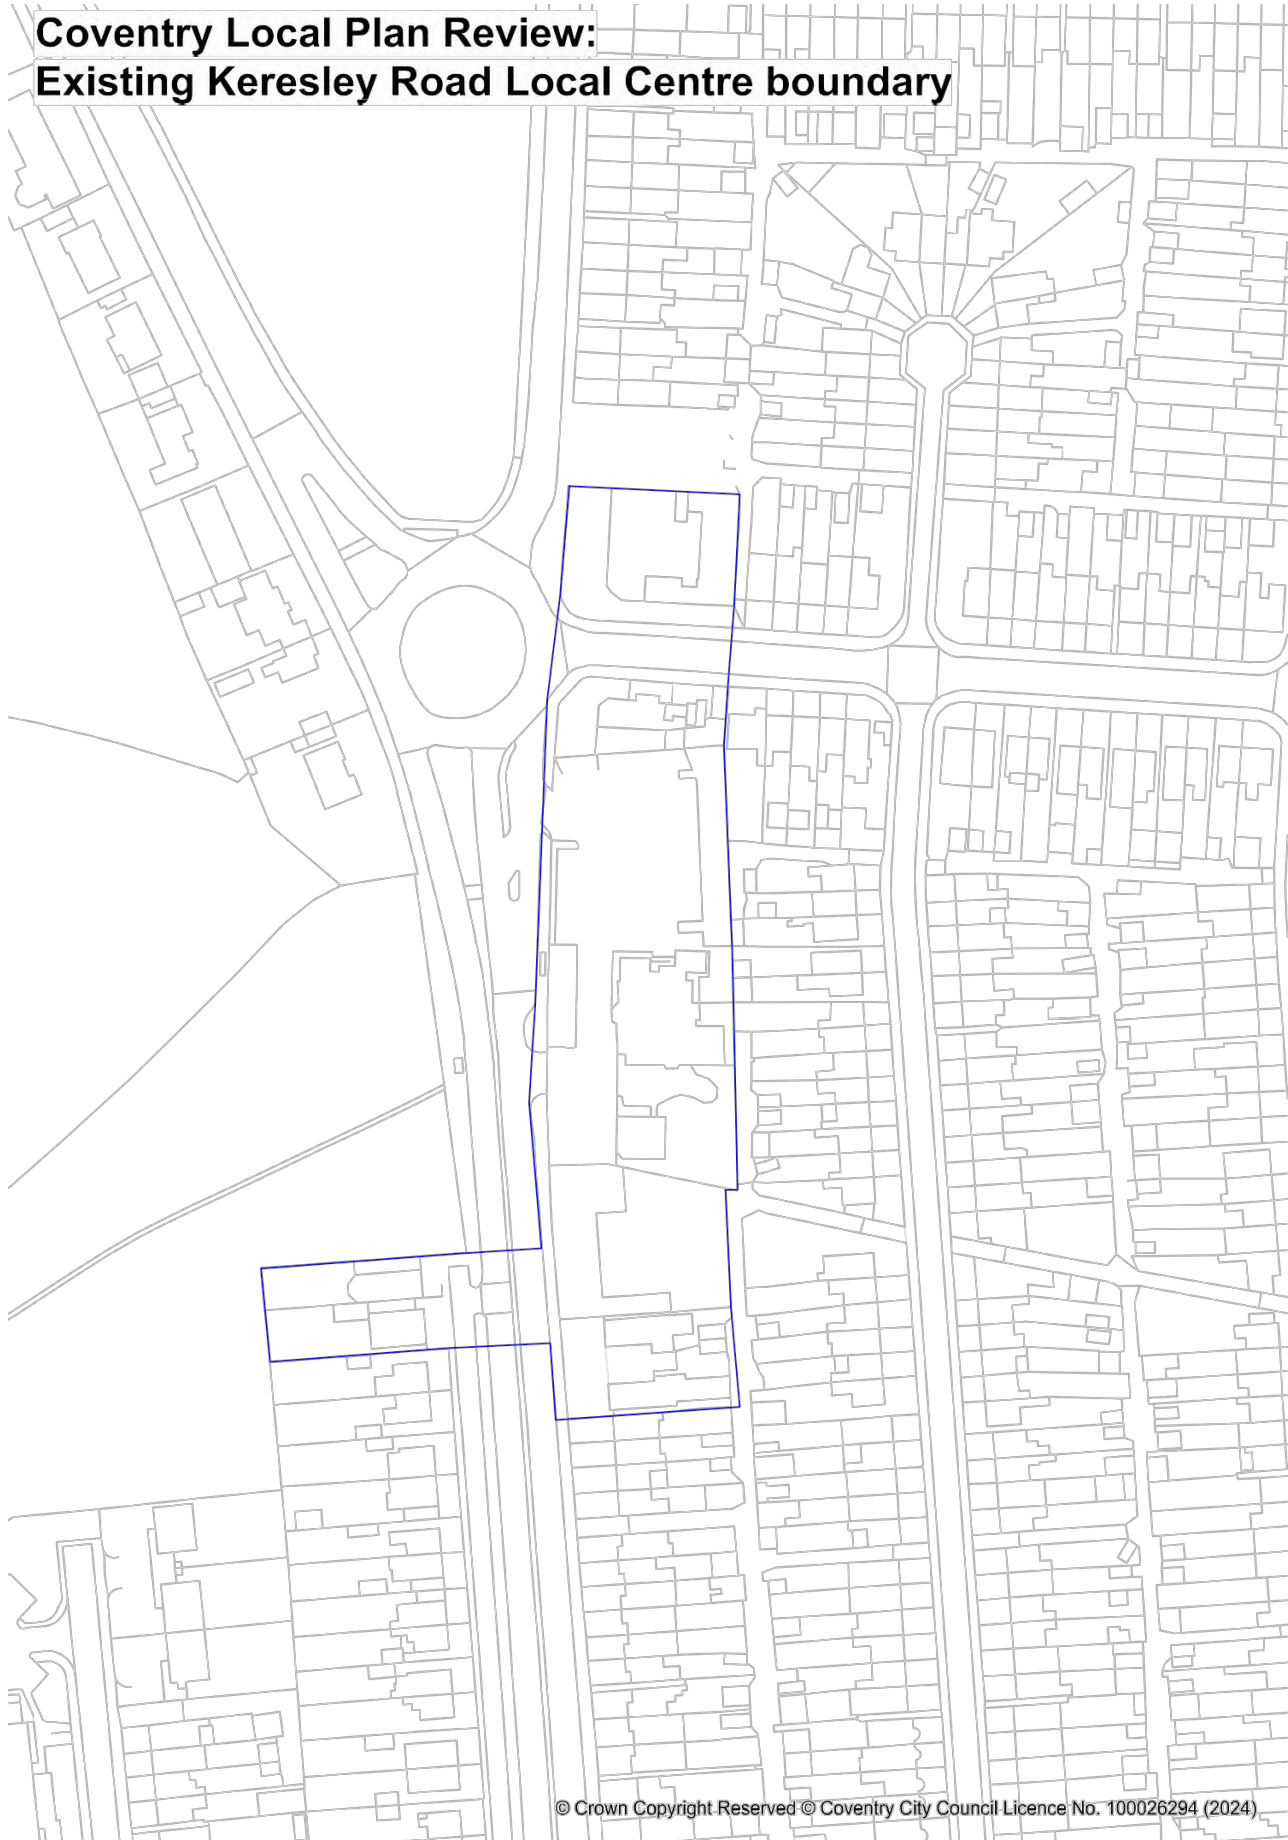 Coventry Local Plan Review:
Existing Keresley Road Local Centre boundary
© Crown Copyright Reserved © Coventry City Council Licence No. 100026294 (2024)